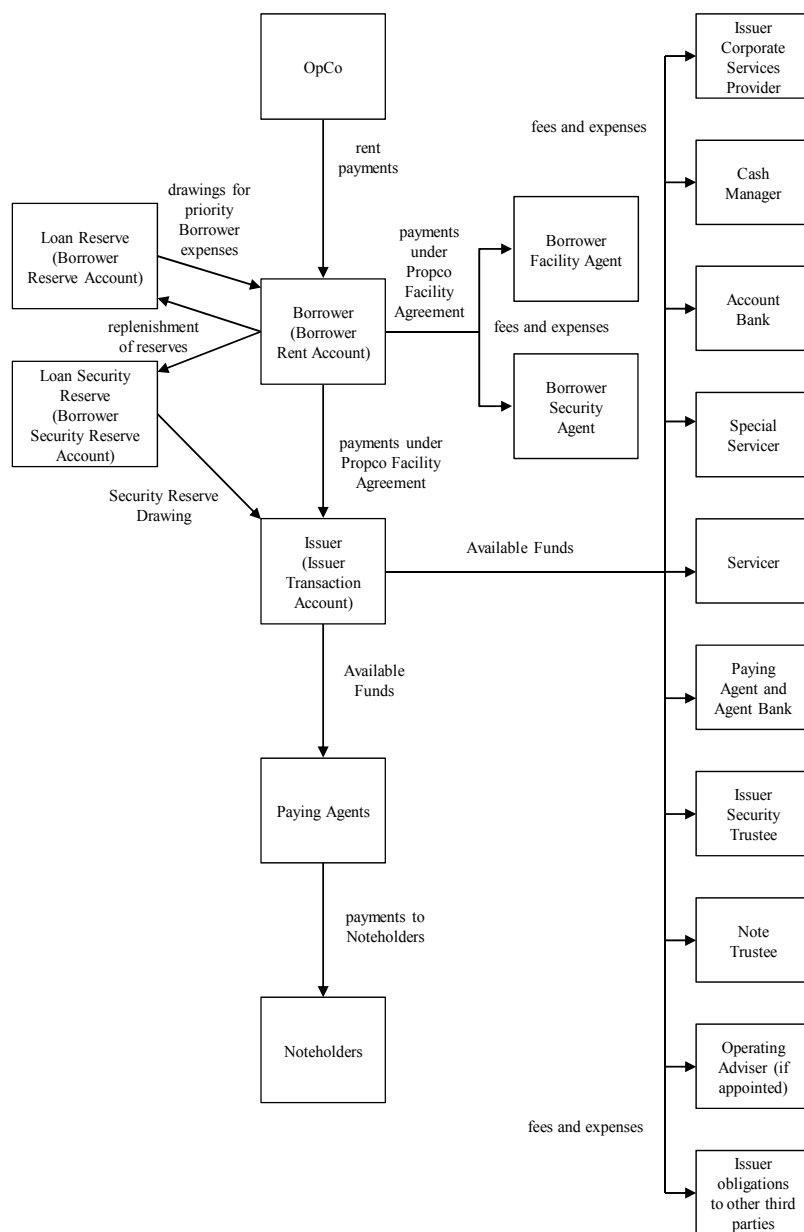 OpCo
Issuer
Corporate
Services
Provider
fees and expenses
rent
payments
Cash
Manager
drawings for
priority
Borrower
expenses
Loan Reserve
(Borrower
Reserve Account)
payments
under
Propco
Facility
Agreement
Borrower
Facility Agent
Borrower
(Borrower
Rent Account)
Account
Bank
replenishment
of reserves
fees and expenses
Loan Security
Reserve
(Borrower
Security Reserve
Account)
Borrower
Security
Agent
Special
Servicer
payments under
Propco Facility
Agreement
Security Reserve
Drawing
Issuer
(Issuer
Transaction
Account)
Available Funds
Servicer
Available
Funds
Paying
Agent and
Agent Bank
Paying Agents
Issuer
Security
Trustee
payments to
Noteholders
Note
Trustee
Noteholders
Operating
Adviser (if
appointed)
fees and expenses
Issuer
obligations
to other third
parties